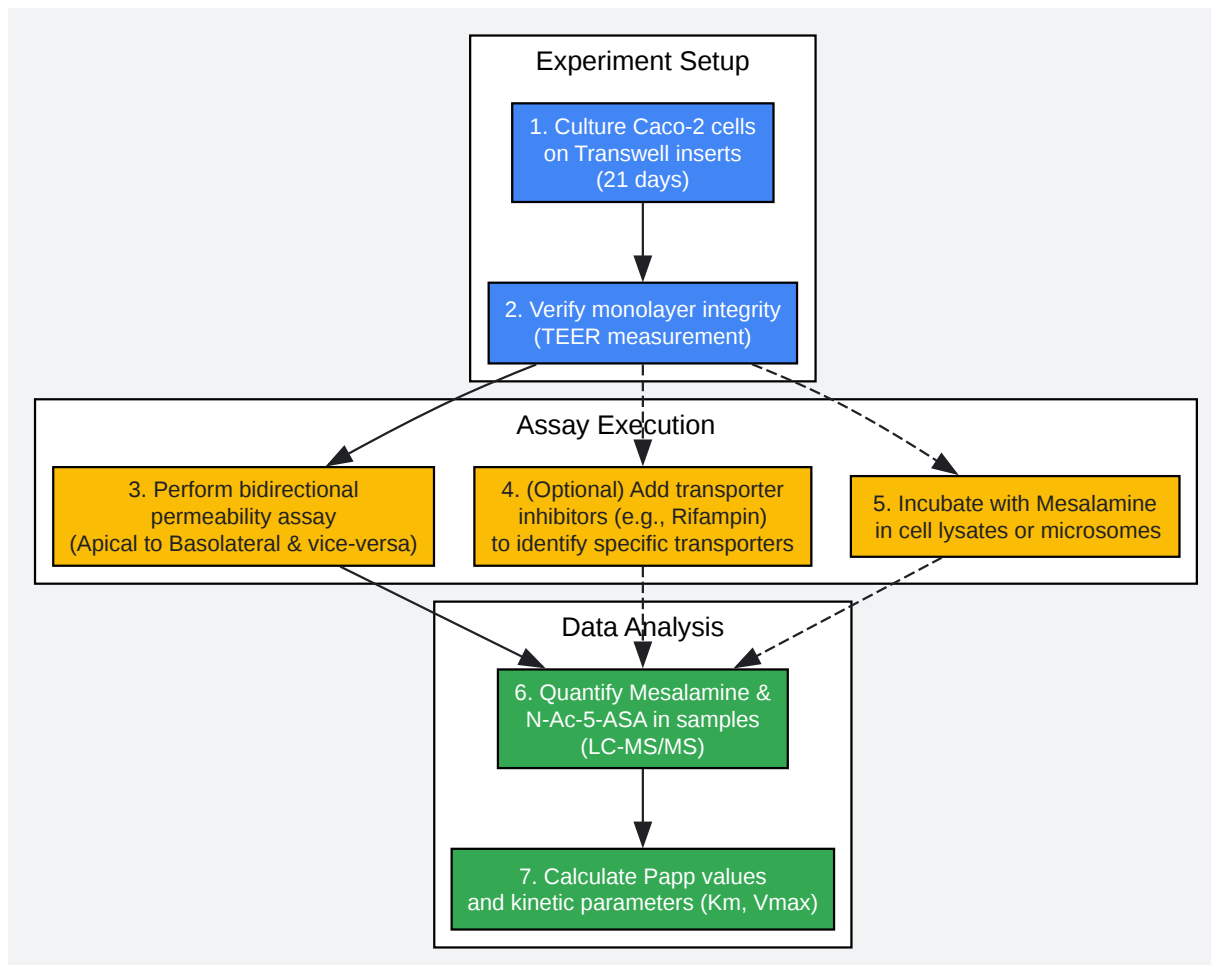 Experiment Setup
1. Culture Caco-2 cells
on Transwell inserts
(21 days)
2. Verify monolayer integrity
(TEER measurement)
Assay Execution
3. Perform bidirectional
permeability assay
(Apical to Basolateral & vice-versa)
4. (Optional) Add transporter
inhibitors (e.g., Rifampin)
to identify specific transporters
5. Incubate with Mesalamine
in cell lysates or microsomes
Data Analysis
6. Quantify Mesalamine &
N-Ac-5-ASA in samples
(LC-MS/MS)
7. Calculate Papp values
and kinetic parameters (Km, Vmax)